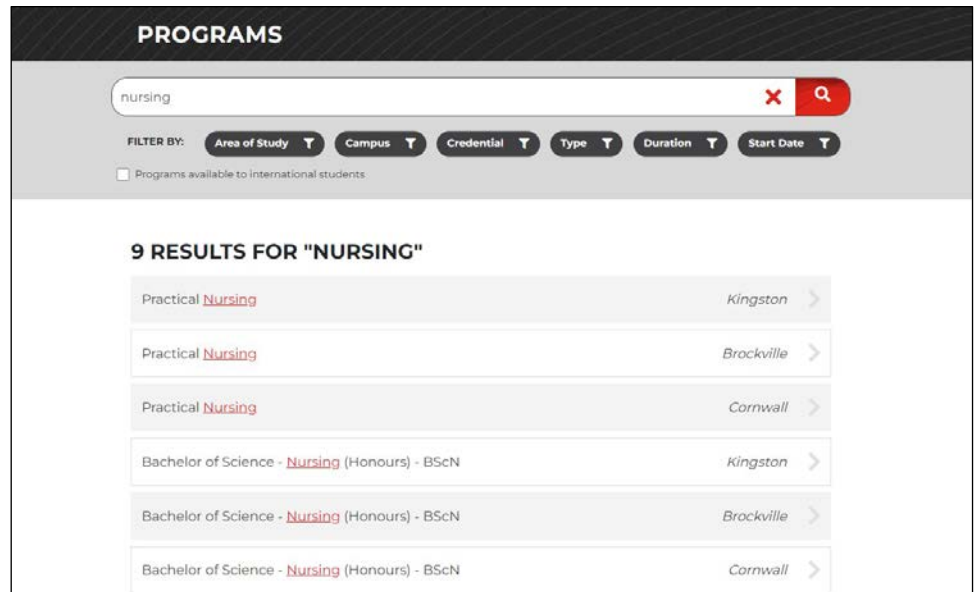 PROGRAMS
nursing
FILTER BY: Area of Study Campus Credential Type Duration Start Date
Programs available to international students
9 RESULTS FOR "NURSING"
Practical Nursing Kingston
Practical Nursing Brockville
Practical Nursing Cornwall
Bachelor of Science - Nursing (Honours) - BScN Kingston
Bachelor of Science - Nursing (Honours) - BScN Brockville
Bachelor of Science - Nursing (Honours) - BScN Cornwall